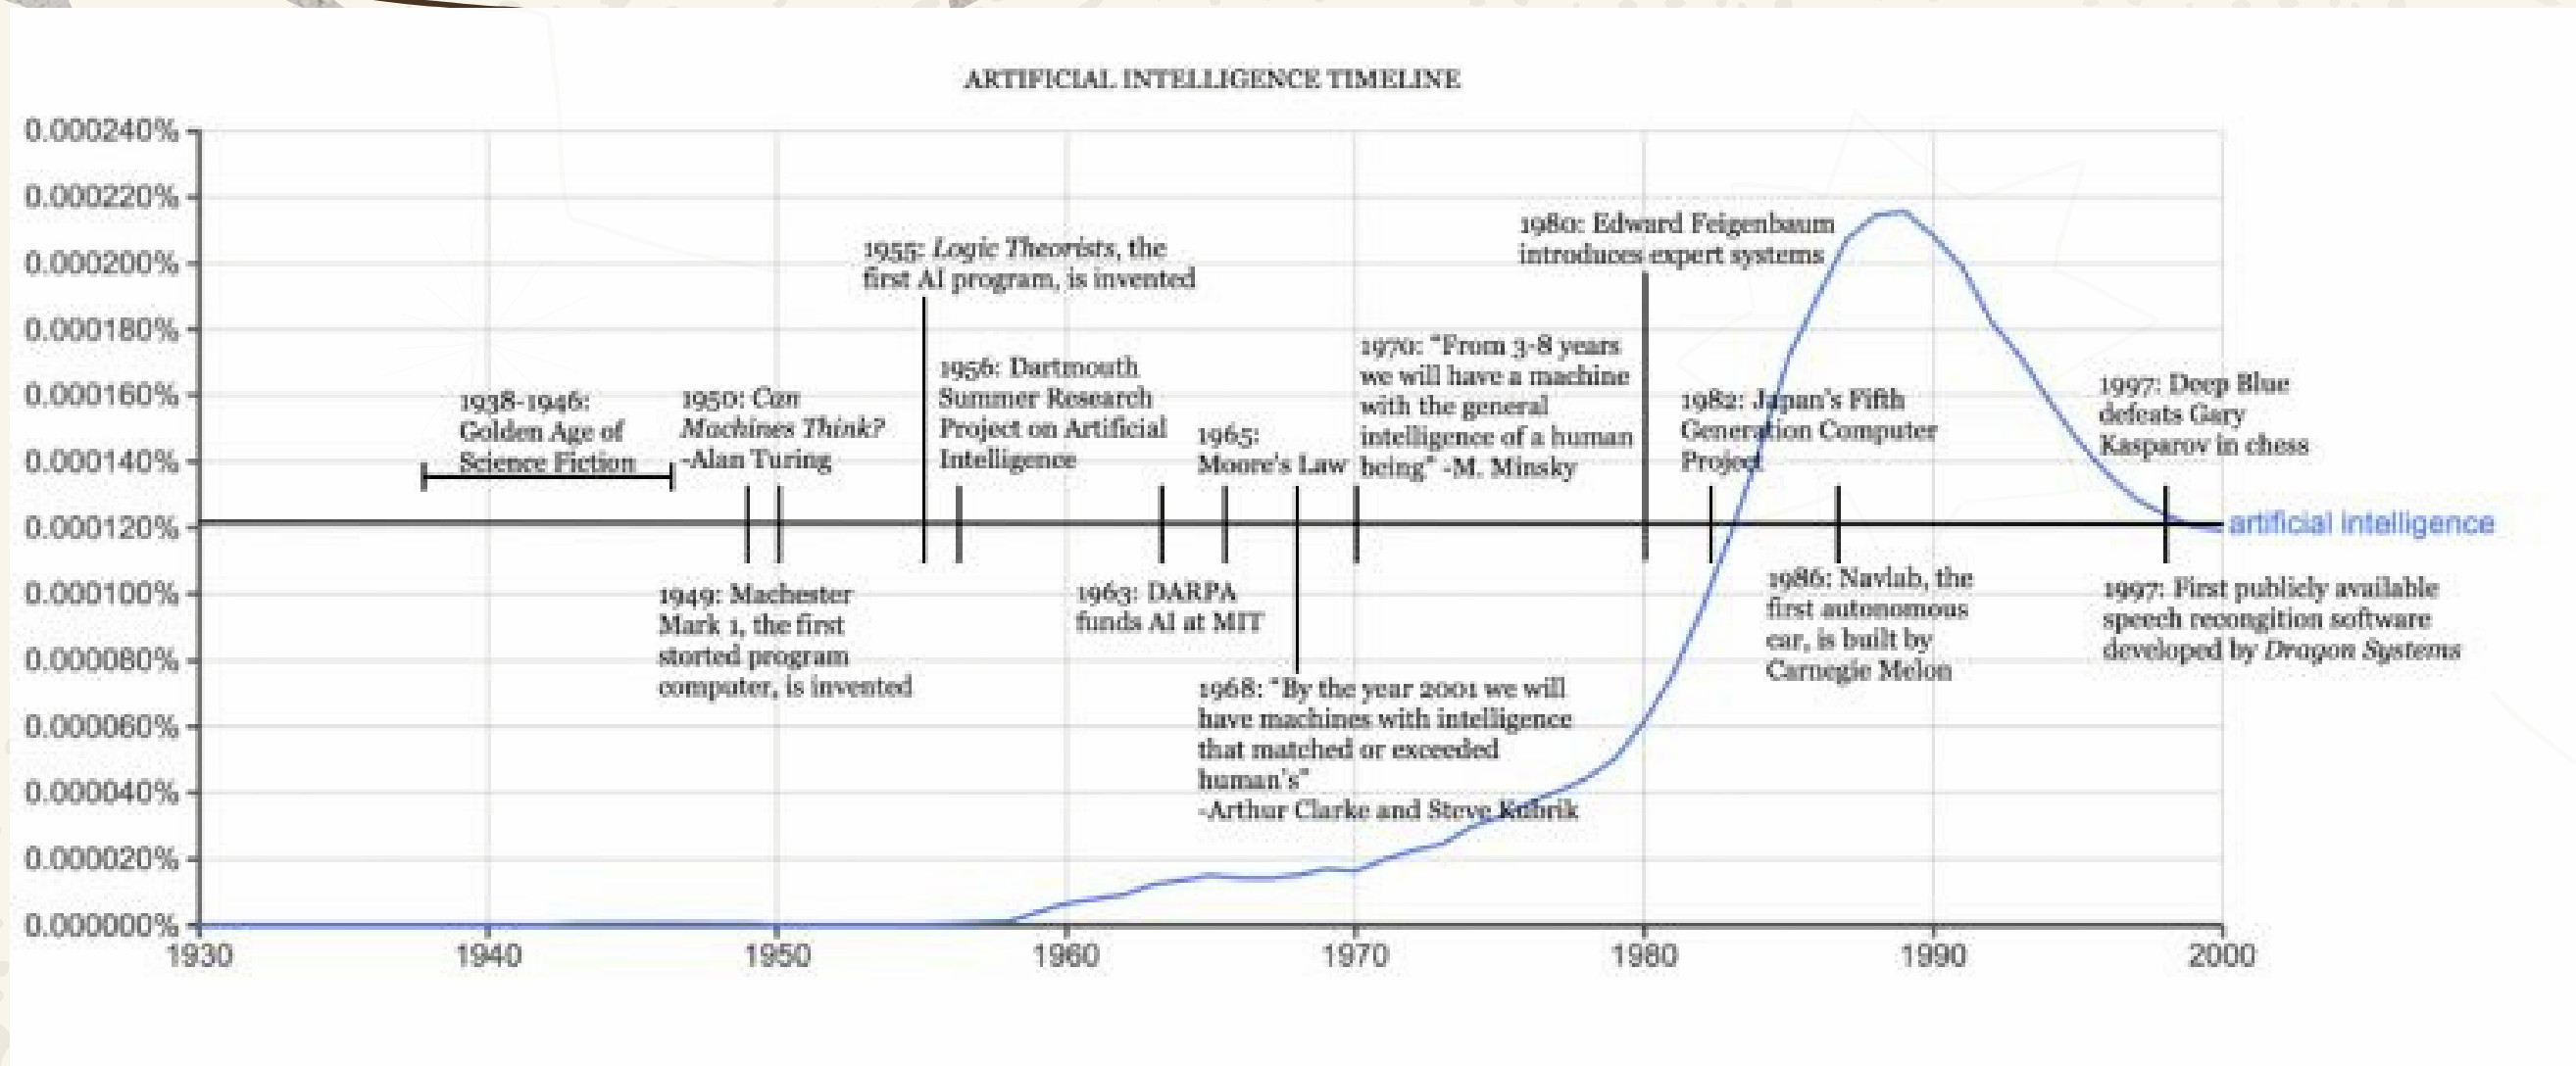 ARTIFICIAL INTELLIGENCE TIMELINE
0.000240%
0.000220%
0.000200%
0.000180%
0.000160%
0.000140%
0.000120%
0.000100%
0.000080%
0.000060%
0.000040%
0.000020%
0.000000%
1938-1946:
Golden Age of
Science Fiction
1950: Can
Machines Think?
-Alan Turing
1955: Logic Theorists, the
first AI program, is invented
1956: Dartmouth
Summer Research
Project on Artificial
Intelligence
1965:
Moore's Law
1970: "From 3-8 years
we will have a machine
with the general
intelligence of a human
being" -M. Minsky
1980: Edward Feigenbaum
introduces expert systems
1982: Japan's Fifth
Generation Computer
Project
1997: Deep Blue
defeats Gary
Kasparov in chess
artificial intelligence
1949: Machester
Mark 1, the first
storted program
computer, is invented
1963: DARPA
funds AI at MIT
1968: "By the year 2001 we will
have machines with intelligence
that matched or exceeded
human's"
-Arthur Clarke and Steve Kubrik
1986: Navlab, the
first autonomous
car, is built by
Carnegie Melon
1997: First publicly available
speech recongition software
developed by Dragon Systems
1930 1940 1950 1960 1970 1980 1990 2000